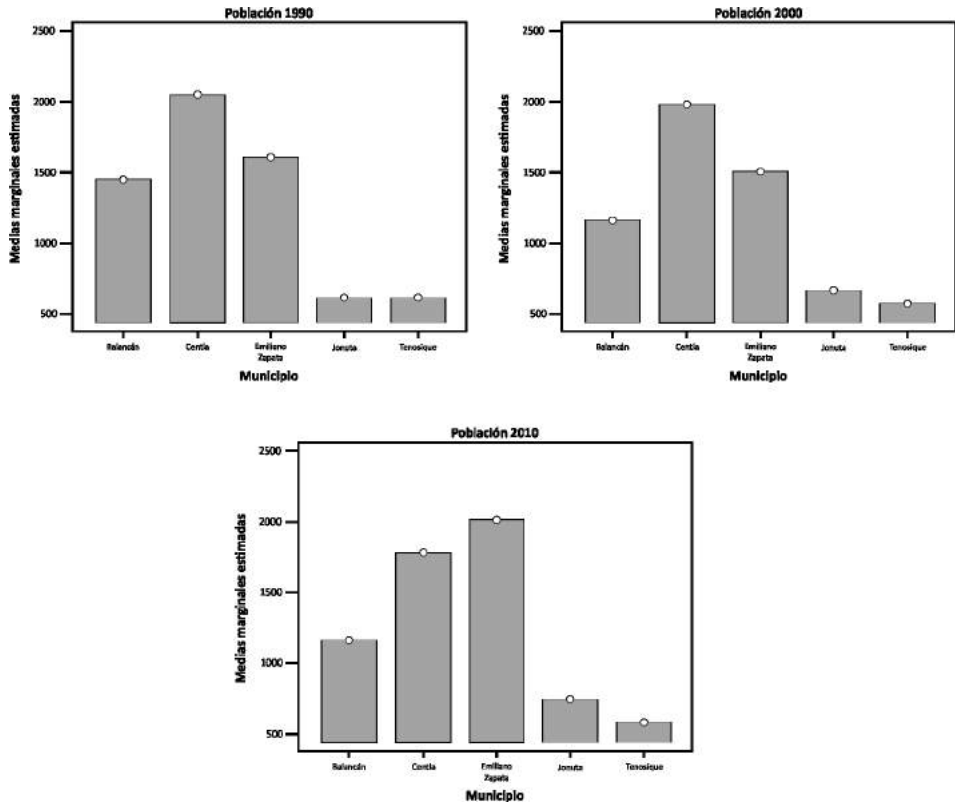 Población 1990
Medias marginales estimadas
2500
2000
1500
1000
500
Balancán
Centla
Emiliano
Zapata
Jonuta
Tenosique
Municipio
Población 2000
Medias marginales estimadas
2500
2000
1500
1000
500
Balancán
Centla
Emiliano
Zapata
Jonuta
Tenosique
Municipio
Población 2010
Medias marginales estimadas
2500
2000
1500
1000
500
Balancán
Centla
Emiliano
Zapata
Jonuta
Tenosique
Municipio